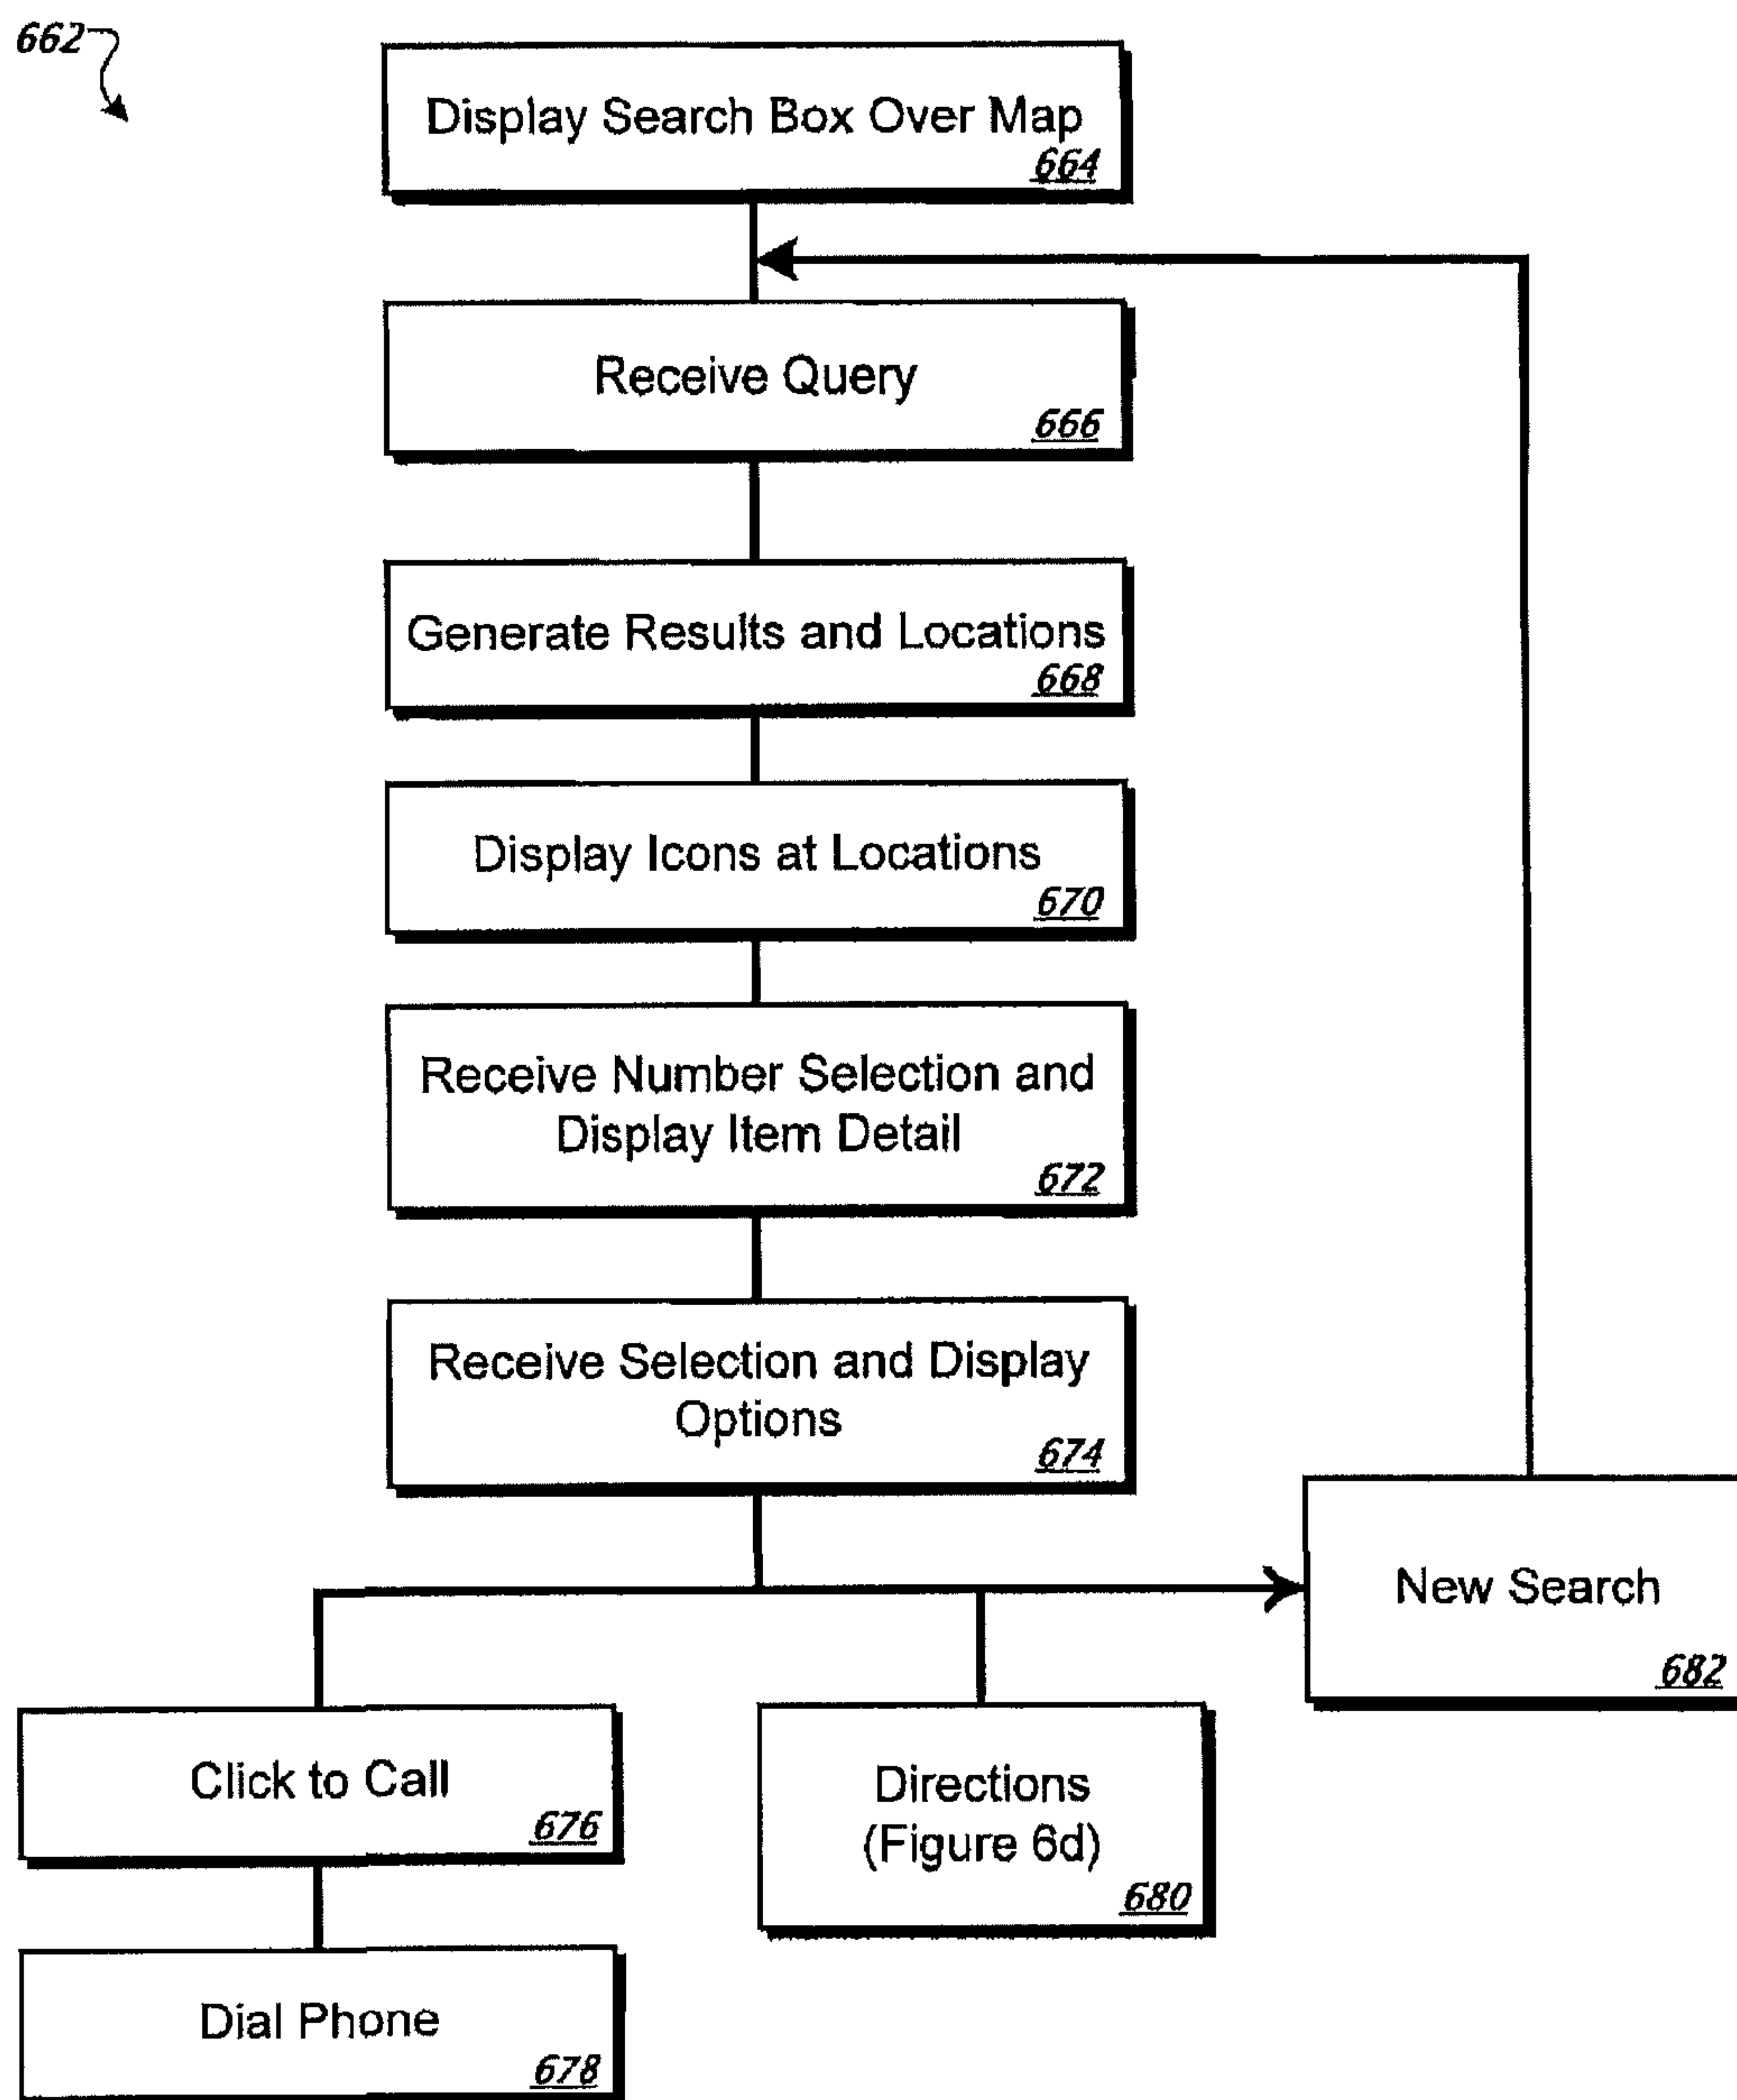 662
Display Search Box Over Map
664
Receive Query
666
Generate Results and Locations
668
Display Icons at Locations
670
Receive Number Selection and
Display Item Detail
672
Receive Selection and Display
Options
674
New Search
682
Click to Call
676
Directions
(Figure 6d)
680
Dial Phone
678